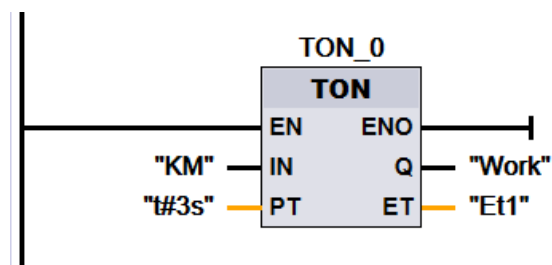 TON_0
TON
EN ENO
"KM" IN Q "Work"
"t#3s" PT ET "Et1"